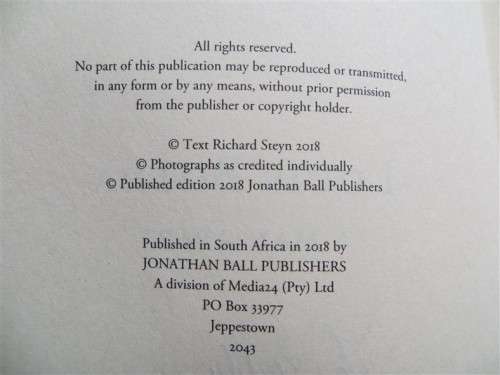 All rights reserved.
No part of this publication may be reproduced or transmitted,
in any form or by any means, without prior permission
from the publisher or copyright holder.
© Text Richard Steyn 2018
© Photographs as credited individually
© Published edition 2018 Jonathan Ball Publishers
Published in South Africa in 2018 by
JONATHAN BALL PUBLISHERS
A division of Media24 (Pty) Ltd
PO Box 33977
Jeppestown
2043